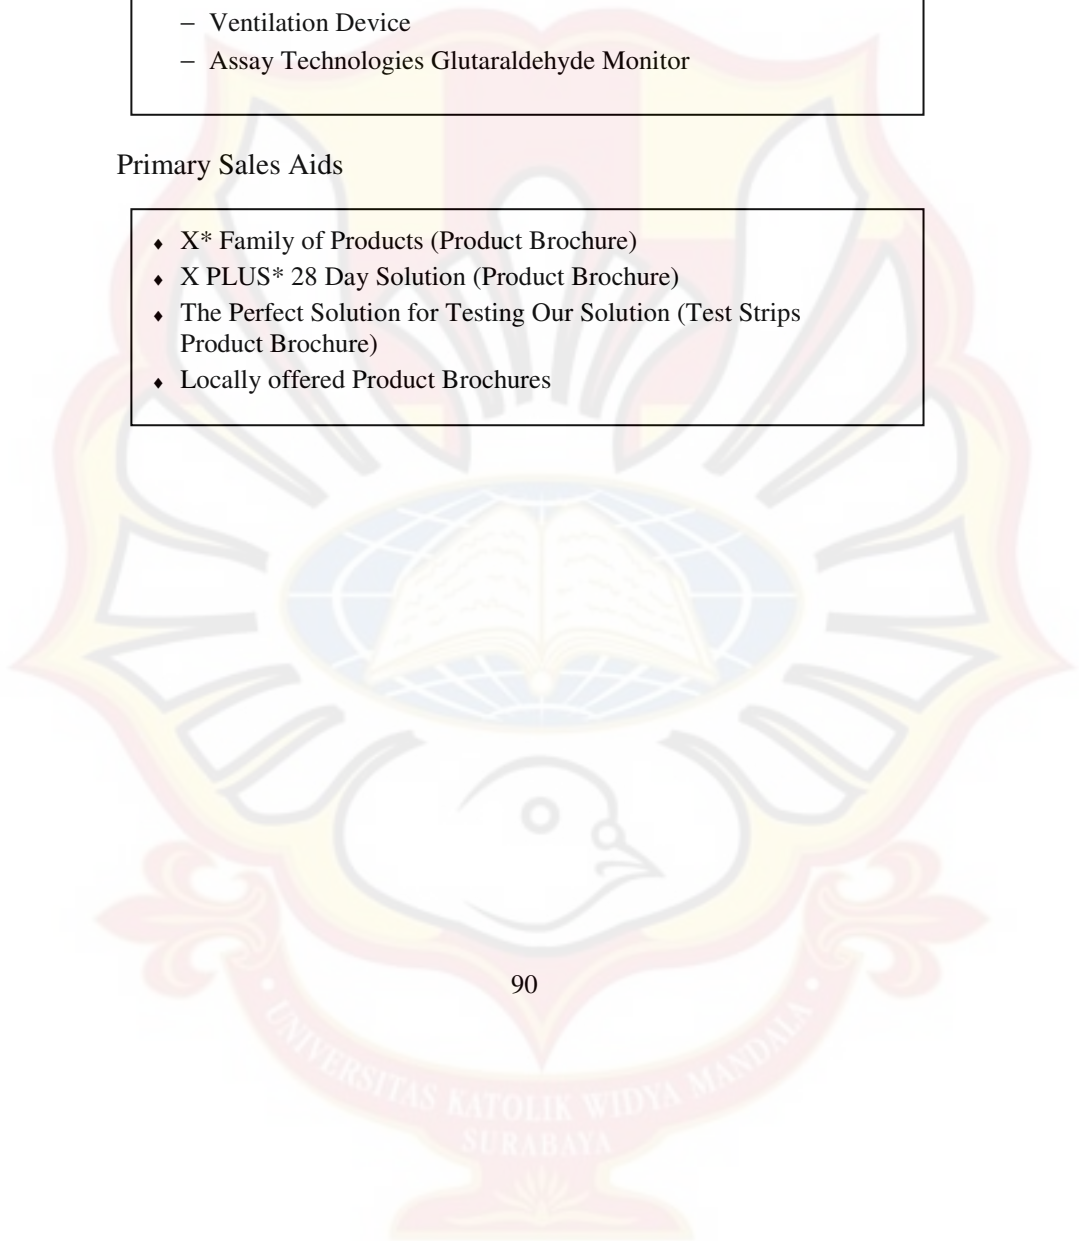 – Ventilation Device
– Assay Technologies Glutaraldehyde Monitor
Primary Sales Aids
♦ X* Family of Products (Product Brochure)
♦ X PLUS* 28 Day Solution (Product Brochure)
♦ The Perfect Solution for Testing Our Solution (Test Strips
Product Brochure)
♦ Locally offered Product Brochures
90
• UNIVERSITAS KATOLIK WIDYA MANDALA •
SURABAYA